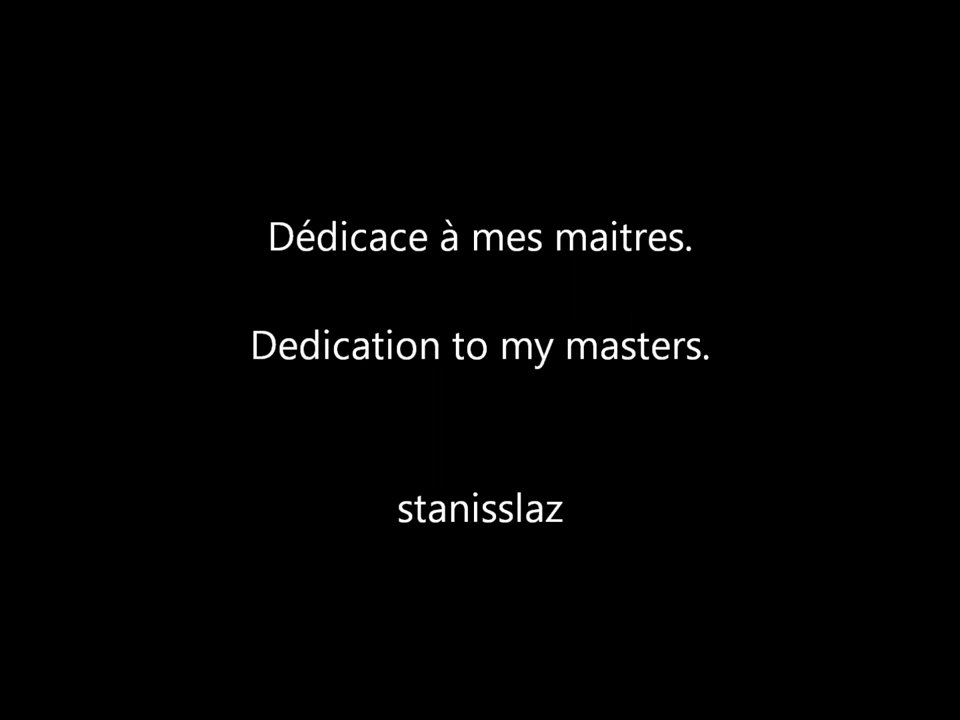 Dédicace à mes maitres.
Dedication to my masters.
stanisslaz